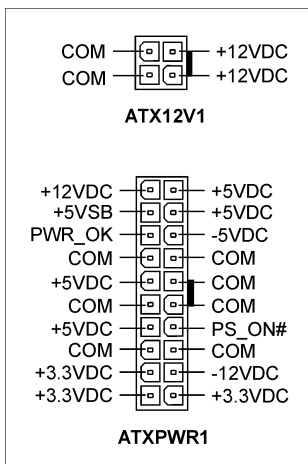 COM +12VDC
COM +12VDC
ATX12V1
+12VDC +5VDC
+5VSB +5VDC
PWR_OK -5VDC
COM COM
+5VDC COM
COM COM
+5VDC PS_ON#
COM COM
+3.3VDC -12VDC
+3.3VDC +3.3VDC
ATXPWR1